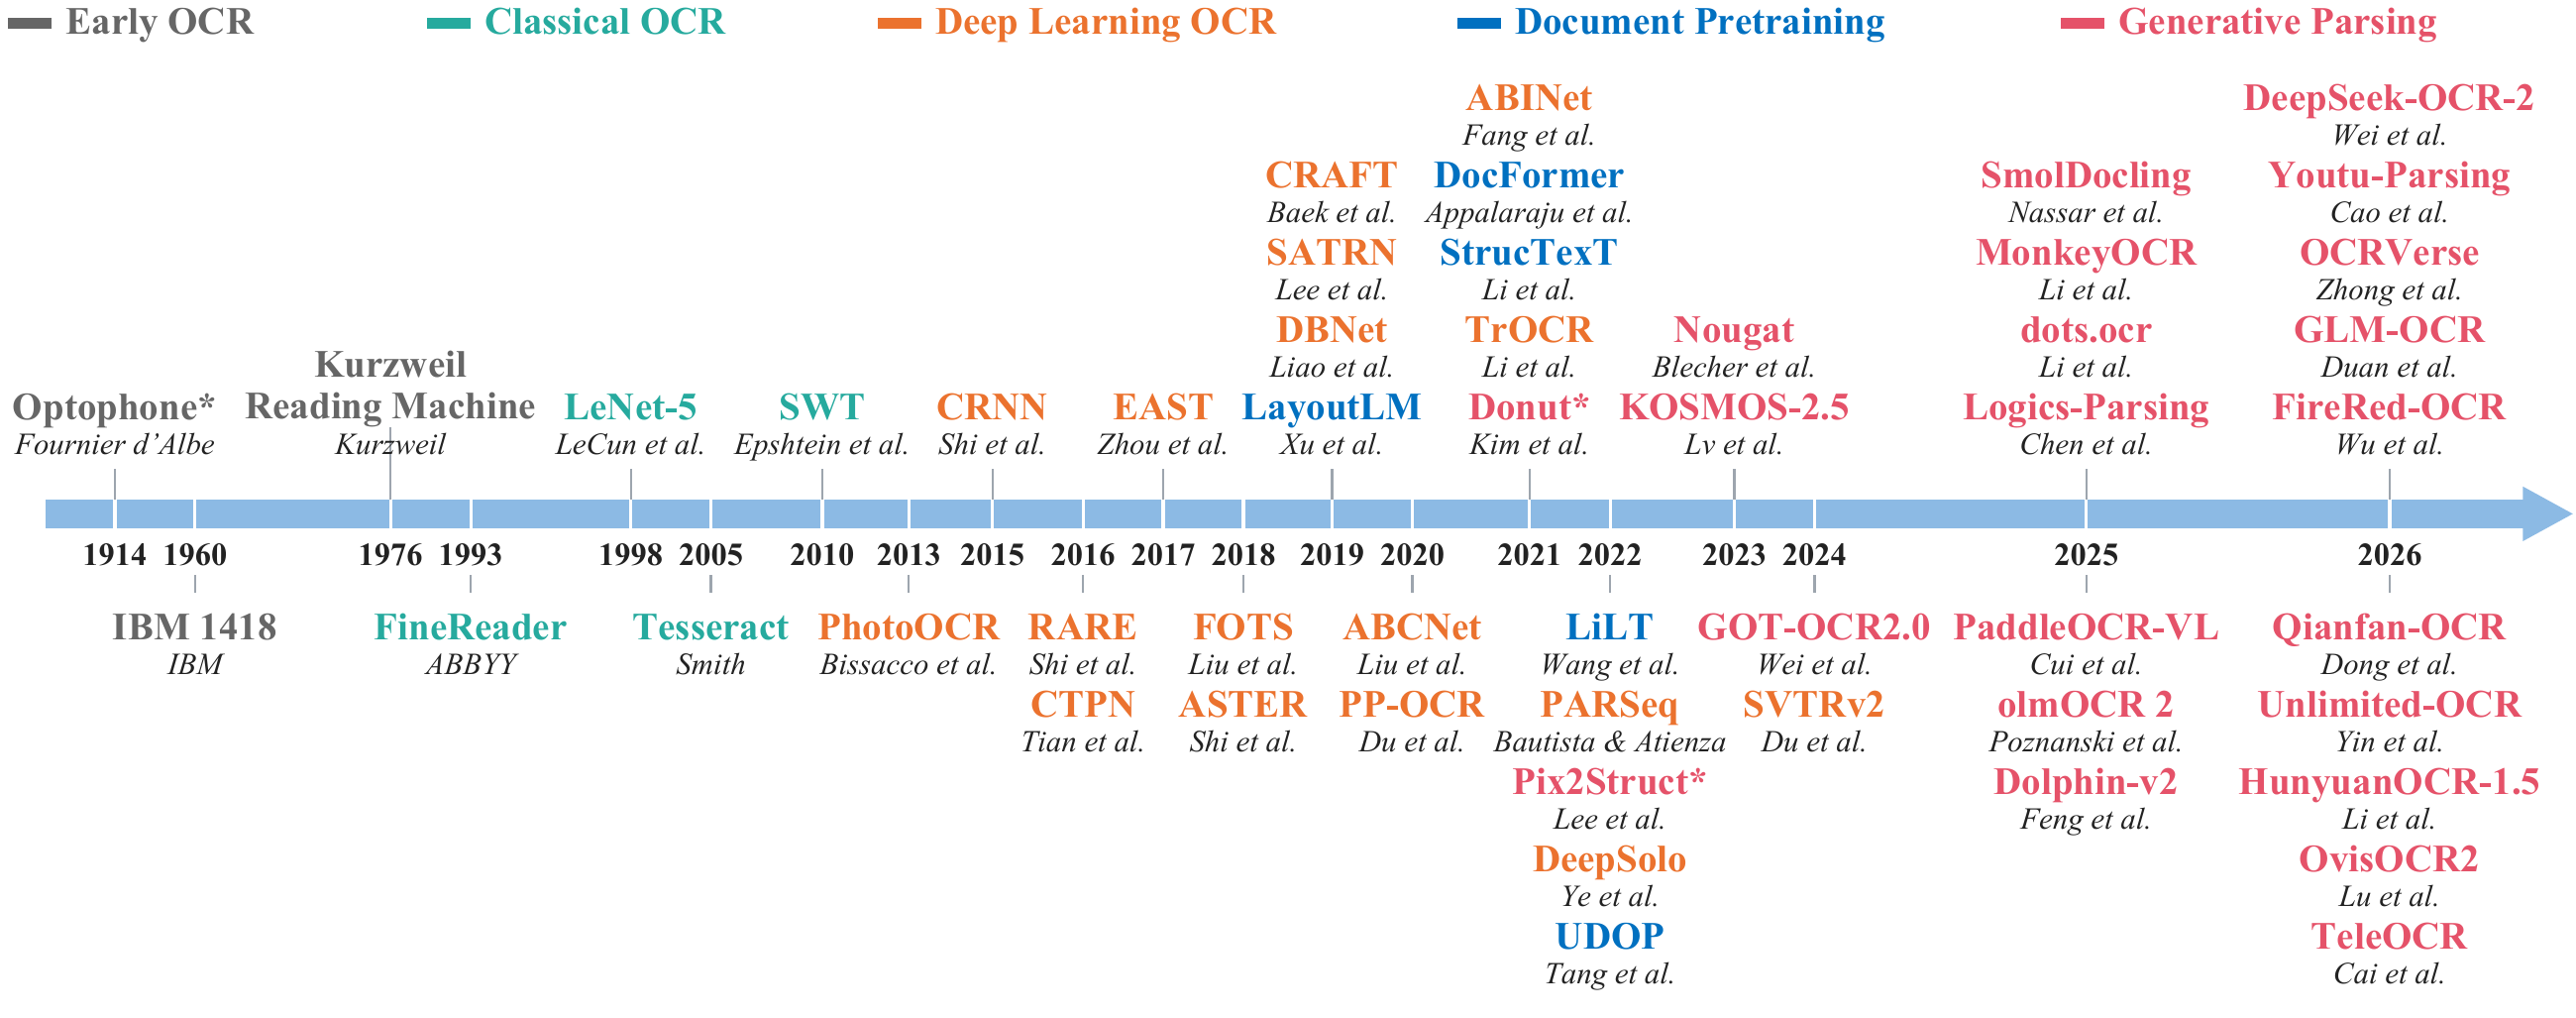 Early OCR
Classical OCR
Deep Learning OCR
Document Pretraining
Generative Parsing
Optophone*
Fournier d’Albe
Kurzweil
Reading Machine
Kurzweil
LeNet-5
LeCun et al.
SWT
Epshtein et al.
CRNN
Shi et al.
EAST
Zhou et al.
CRAFT
Baek et al.
SATRN
Lee et al.
DBNet
Liao et al.
LayoutLM
Xu et al.
ABINet
Fang et al.
DocFormer
Appalaraju et al.
StrucTexT
Li et al.
TrOCR
Li et al.
Donut*
Kim et al.
Nougat
Blecher et al.
KOSMOS-2.5
Lv et al.
SmolDocling
Nassar et al.
MonkeyOCR
Li et al.
dots.ocr
Li et al.
Logics-Parsing
Chen et al.
DeepSeek-OCR-2
Wei et al.
Youtu-Parsing
Cao et al.
OCRVerse
Zhong et al.
GLM-OCR
Duan et al.
FireRed-OCR
Wu et al.
1914 1960 1976 1993 1998 2005 2010 2013 2015 2016 2017 2018 2019 2020 2021 2022 2023 2024 2025 2026
IBM 1418
IBM
FineReader
ABBYY
Tesseract
Smith
PhotoOCR
Bissacco et al.
RARE
Shi et al.
CTPN
Tian et al.
FOTS
Liu et al.
ASTER
Shi et al.
ABCNet
Liu et al.
PP-OCR
Du et al.
LiLT
Wang et al.
PARSeq
Bautista & Atienza
Pix2Struct*
Lee et al.
DeepSolo
Ye et al.
UDOP
Tang et al.
GOT-OCR2.0
Wei et al.
SVTRv2
Du et al.
PaddleOCR-VL
Cui et al.
olmOCR 2
Poznanski et al.
Dolphin-v2
Feng et al.
Qianfan-OCR
Dong et al.
Unlimited-OCR
Yin et al.
HunyuanOCR-1.5
Li et al.
OvisOCR2
Lu et al.
TeleOCR
Cai et al.